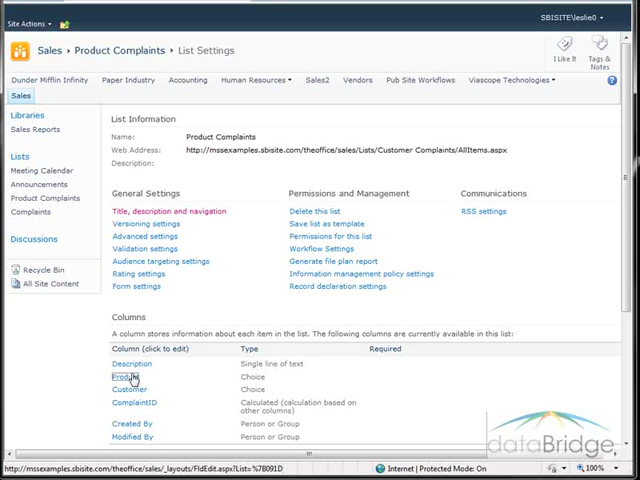 Site Actions
SBISITE\leslie0
Sales ▸ Product Complaints ▸ List Settings
I Like It
Tags & Notes
Dunder Mifflin Infinity Paper Industry Accounting Human Resources Sales2 Vendors Pub Site Workflows Viascope Technologies
Sales
Libraries
Sales Reports
Lists
Meeting Calendar
Announcements
Product Complaints
Complaints
Discussions
Recycle Bin
All Site Content
List Information
Name: Product Complaints
Web Address: http://mssexamples.sbisite.com/theoffice/sales/Lists/Customer Complaints/AllItems.aspx
Description:
General Settings
Title, description and navigation
Versioning settings
Advanced settings
Validation settings
Audience targeting settings
Rating settings
Form settings
Permissions and Management
Delete this list
Save list as template
Permissions for this list
Workflow Settings
Generate file plan report
Information management policy settings
Record declaration settings
Communications
RSS settings
Columns
A column stores information about each item in the list. The following columns are currently available in this list:
Column (click to edit) Type Required
Description Single line of text
Product Choice
Customer Choice
ComplaintID Calculated (calculation based on
other columns)
Created By Person or Group
Modified By Person or Group
dataBridge
http://mssexamples.sbisite.com/theoffice/sales/_layouts/FldEdit.aspx?List=%7B091D
Internet | Protected Mode: On
100%